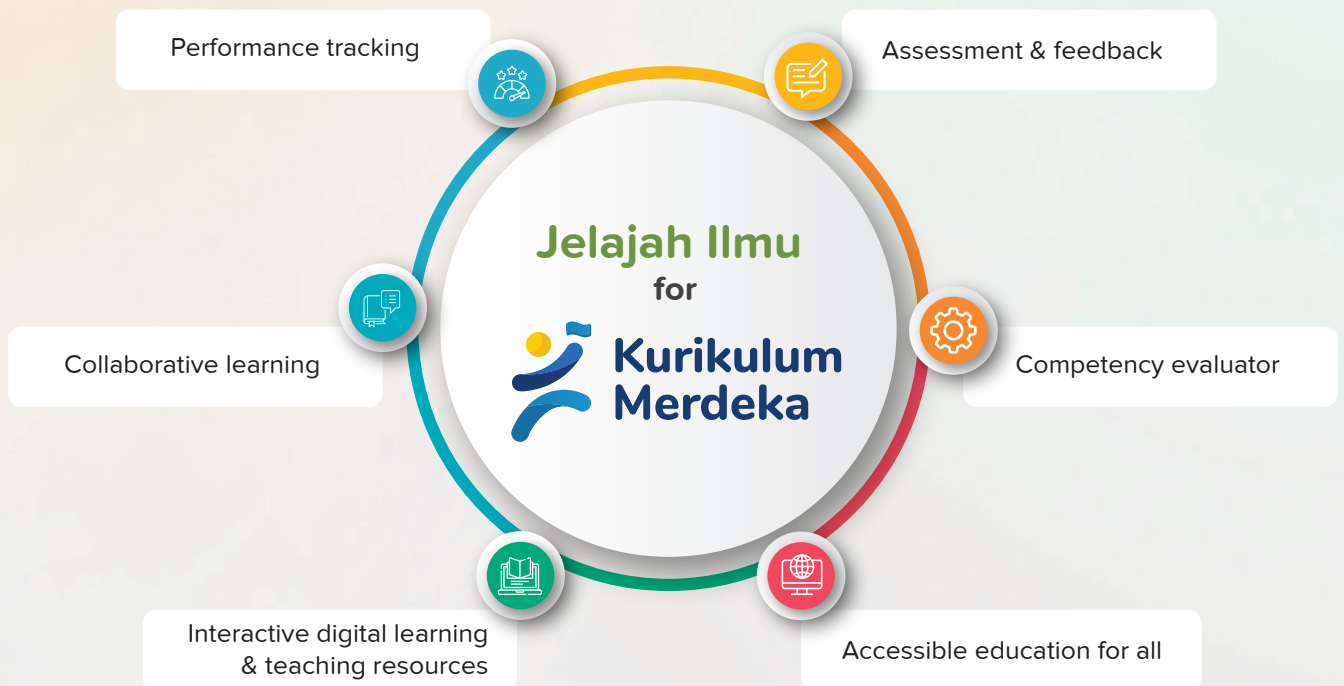 Performance tracking
Assessment & feedback
Jelajah Ilmu
for
Kurikulum
Merdeka
Collaborative learning
Competency evaluator
Interactive digital learning
& teaching resources
Accessible education for all